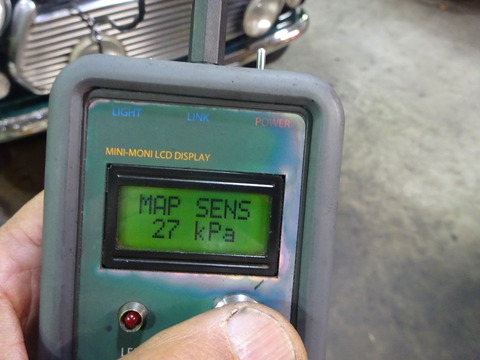 LIGHT LINK POWER
MINI-MONI LCD DISPLAY
MAP SENS
27 kPa